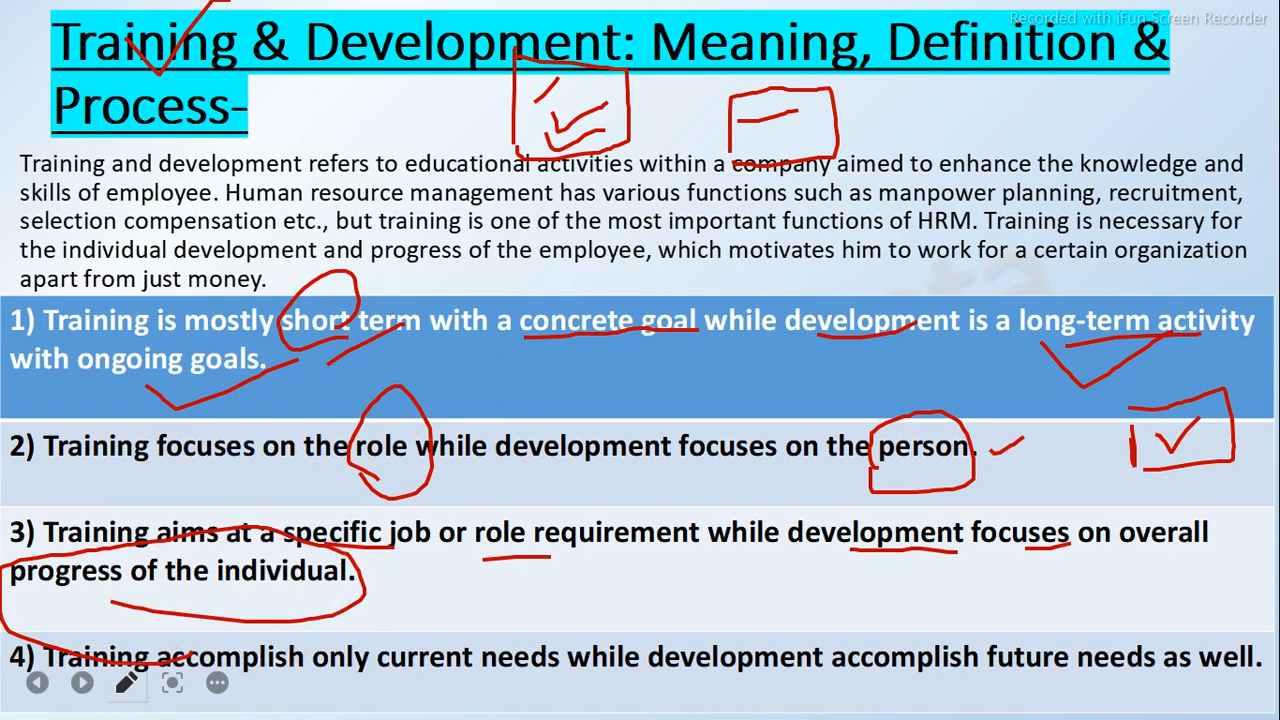 Recorded with iFun Screen Recorder
Training & Development: Meaning, Definition &
Process-
Training and development refers to educational activities within a company aimed to enhance the knowledge and
skills of employee. Human resource management has various functions such as manpower planning, recruitment,
selection compensation etc., but training is one of the most important functions of HRM. Training is necessary for
the individual development and progress of the employee, which motivates him to work for a certain organization
apart from just money.
1) Training is mostly short term with a concrete goal while development is a long-term activity
with ongoing goals.
2) Training focuses on the role while development focuses on the person.
3) Training aims at a specific job or role requirement while development focuses on overall
progress of the individual.
4) Training accomplish only current needs while development accomplish future needs as well.